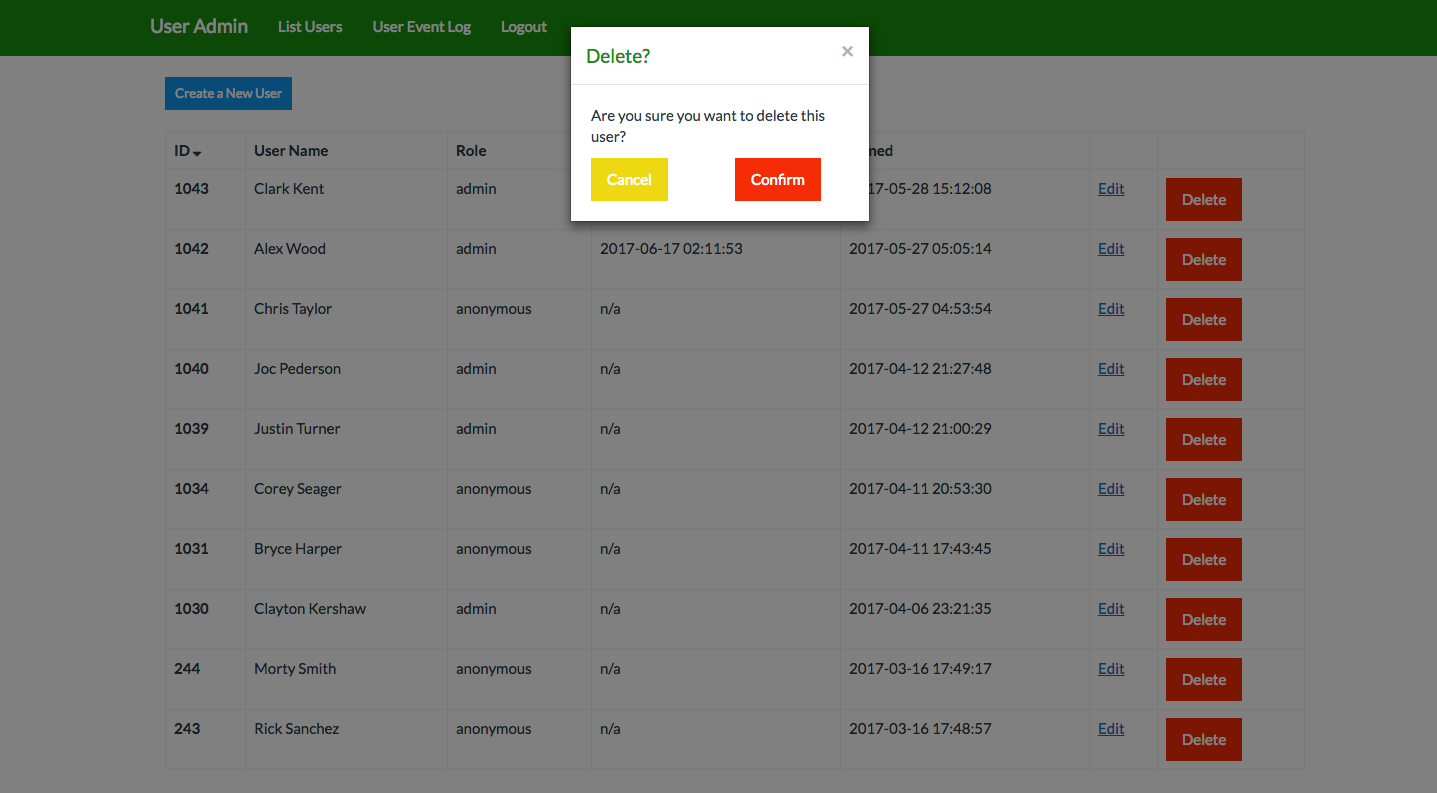 User Admin List Users User Event Log Logout
Delete? ×
Create a New User
Are you sure you want to delete this
user?
Cancel Confirm
ID User Name Role
1043 Clark Kent admin 15:12:08 Edit Delete
1042 Alex Wood admin 2017-06-17 02:11:53 2017-05-27 05:05:14 Edit Delete
1041 Chris Taylor anonymous n/a 2017-05-27 04:53:54 Edit Delete
1040 Joc Pederson admin n/a 2017-04-12 21:27:48 Edit Delete
1039 Justin Turner admin n/a 2017-04-12 21:00:29 Edit Delete
1034 Corey Seager anonymous n/a 2017-04-11 20:53:30 Edit Delete
1031 Bryce Harper anonymous n/a 2017-04-11 17:43:45 Edit Delete
1030 Clayton Kershaw admin n/a 2017-04-06 23:21:35 Edit Delete
244 Morty Smith anonymous n/a 2017-03-16 17:49:17 Edit Delete
243 Rick Sanchez anonymous n/a 2017-03-16 17:48:57 Edit Delete